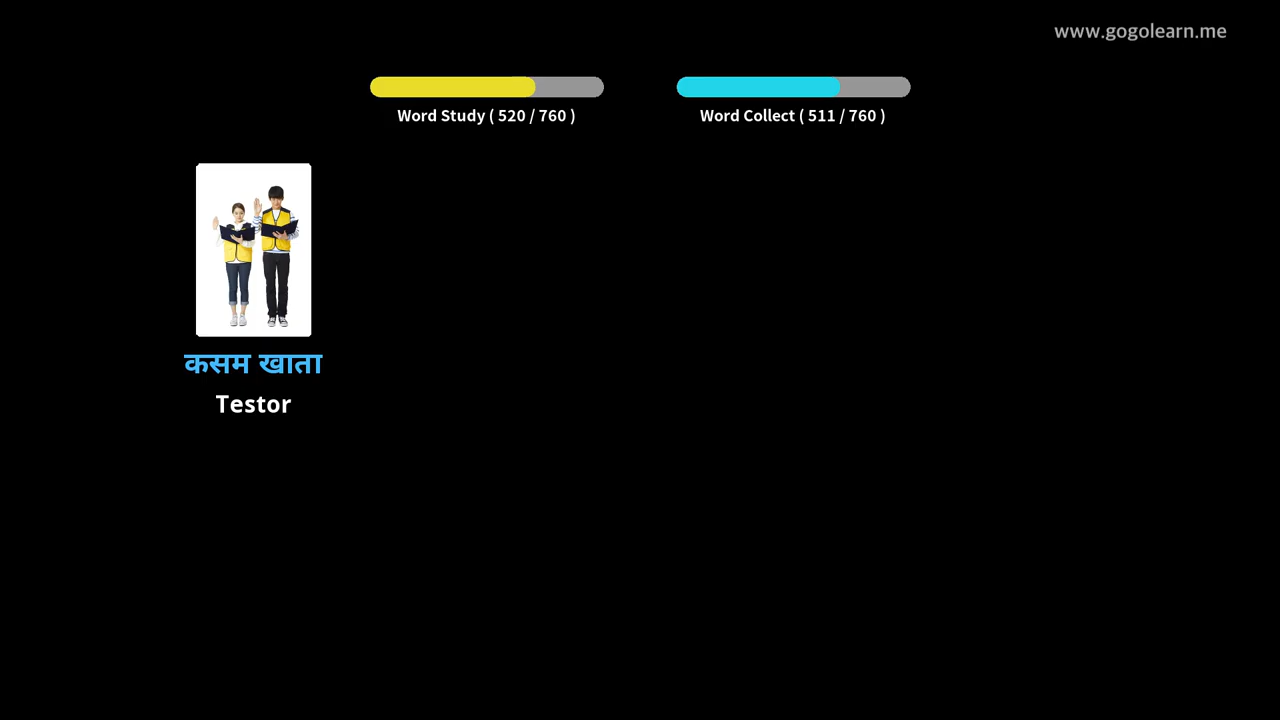 www.gogolearn.me
Word Study ( 520 / 760 )
Word Collect ( 511 / 760 )
कसम खाता
Testor